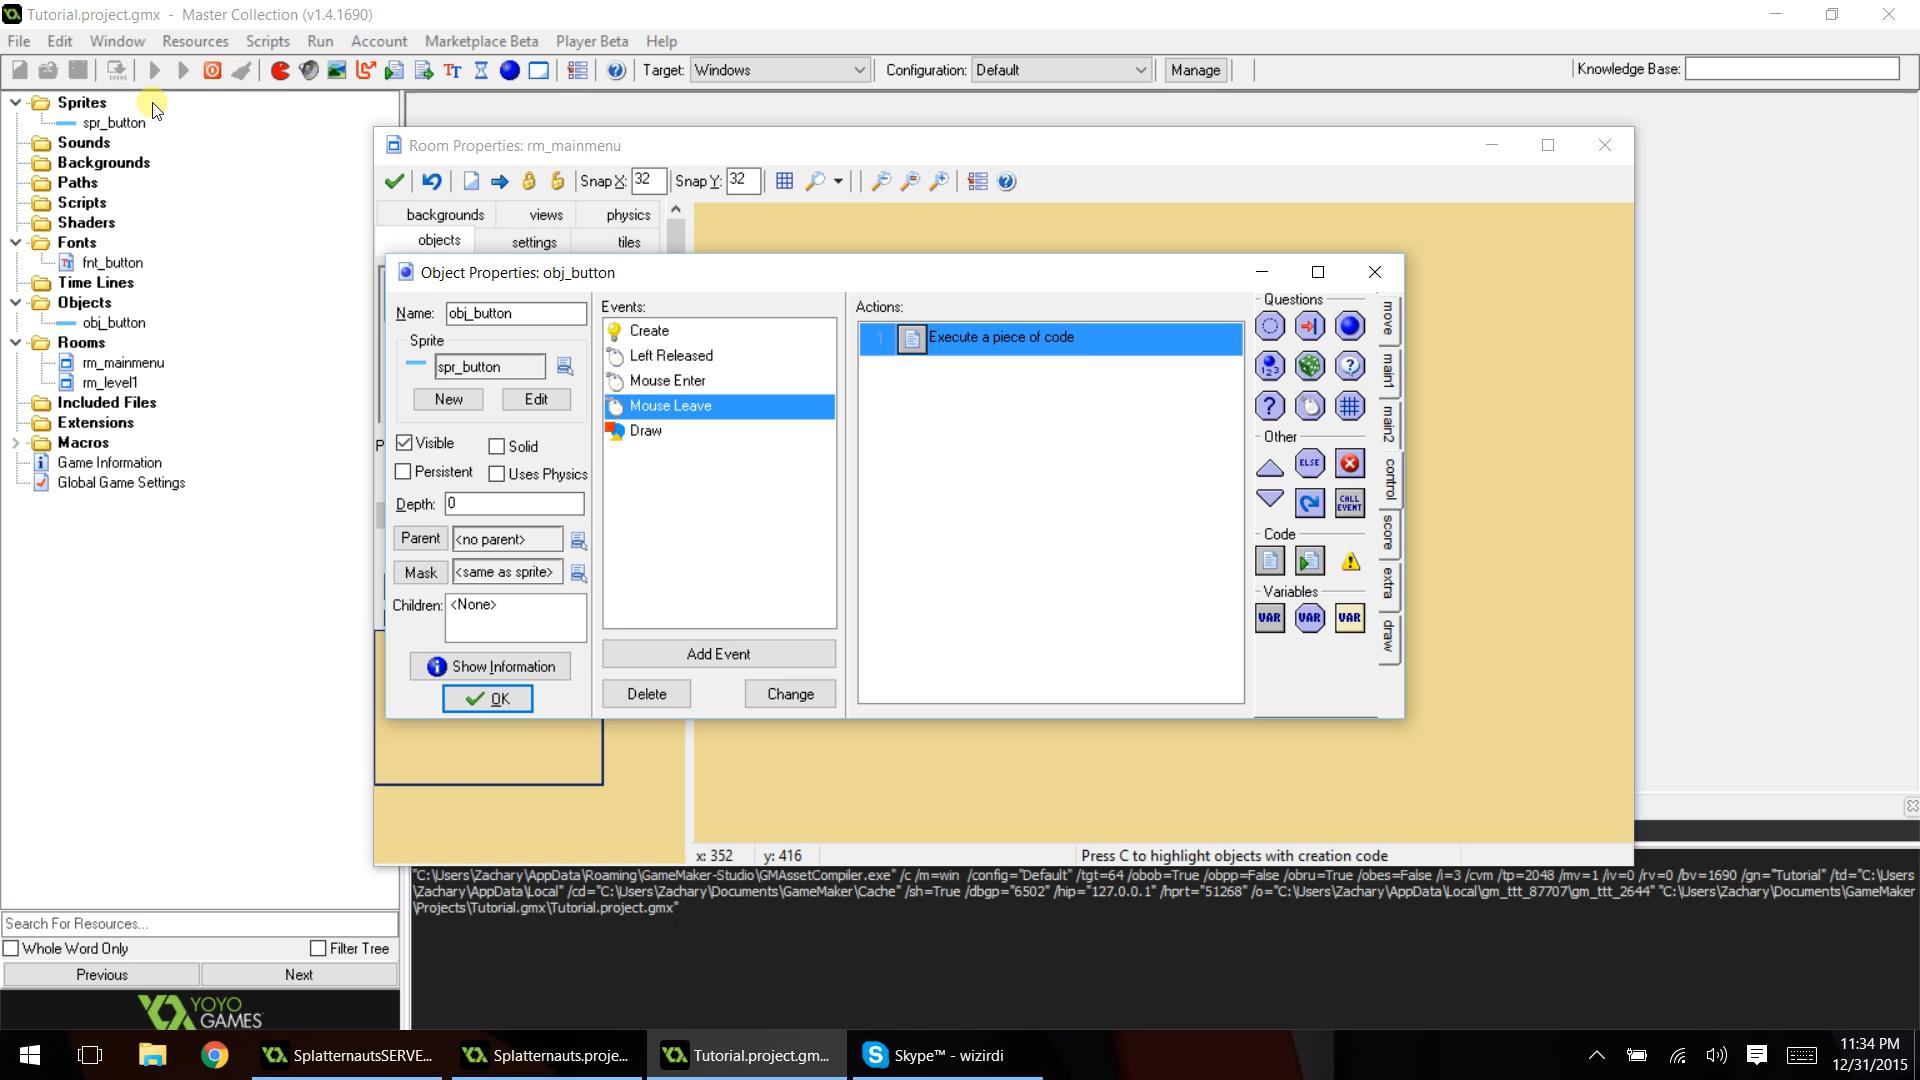 Tutorial.project.gmx - Master Collection (v1.4.1690)
File Edit Window Resources Scripts Run Account Marketplace Beta Player Beta Help
Target: Windows Configuration: Default Manage Knowledge Base:
Sprites
spr_button
Sounds
Backgrounds
Paths
Scripts
Shaders
Fonts
fnt_button
Time Lines
Objects
obj_button
Rooms
rm_mainmenu
rm_level1
Included Files
Extensions
Macros
Game Information
Global Game Settings
Search For Resources...
Whole Word Only Filter Tree
Previous Next
YOYO
GAMES
Room Properties: rm_mainmenu
Snap X: 32 Snap Y: 32
backgrounds views physics
objects settings tiles
P
Object Properties: obj_button
Name: obj_button
Sprite
spr_button
New Edit
Visible Solid
Persistent Uses Physics
Depth: 0
Parent <no parent>
Mask <same as sprite>
Children: <None>
Show Information
OK
Events:
Create
Left Released
Mouse Enter
Mouse Leave
Draw
Add Event
Delete Change
Actions:
1 Execute a piece of code
Questions
Other
ELSE
CALL
EVENT
Code
Variables
VAR VAR VAR
move
main1
main2
control
score
extra
draw
x: 352 y: 416 Press C to highlight objects with creation code
"C:\Users\Zachary\AppData\Roaming\GameMaker-Studio\GMAssetCompiler.exe" /c /m=win /config="Default" /tgt=64 /obob=True /obpp=False /obru=True /obes=False /i=3 /cvm /tp=2048 /mv=1 /iv=0 /rv=0 /bv=1690 /gn="Tutorial" /td="C:\Users
\Zachary\AppData\Local" /cd="C:\Users\Zachary\Documents\GameMaker\Cache" /sh=True /dbgp="6502" /hip="127.0.0.1" /hprt="51268" /o="C:\Users\Zachary\AppData\Local\gm_ttt_87707\gm_ttt_2644" "C:\Users\Zachary\Documents\GameMaker
\Projects\Tutorial.gmx\Tutorial.project.gmx"
SplatternautsSERVE... Splatternauts.proje... Tutorial.project.gm... Skype™ - wizirdi
11:34 PM
12/31/2015